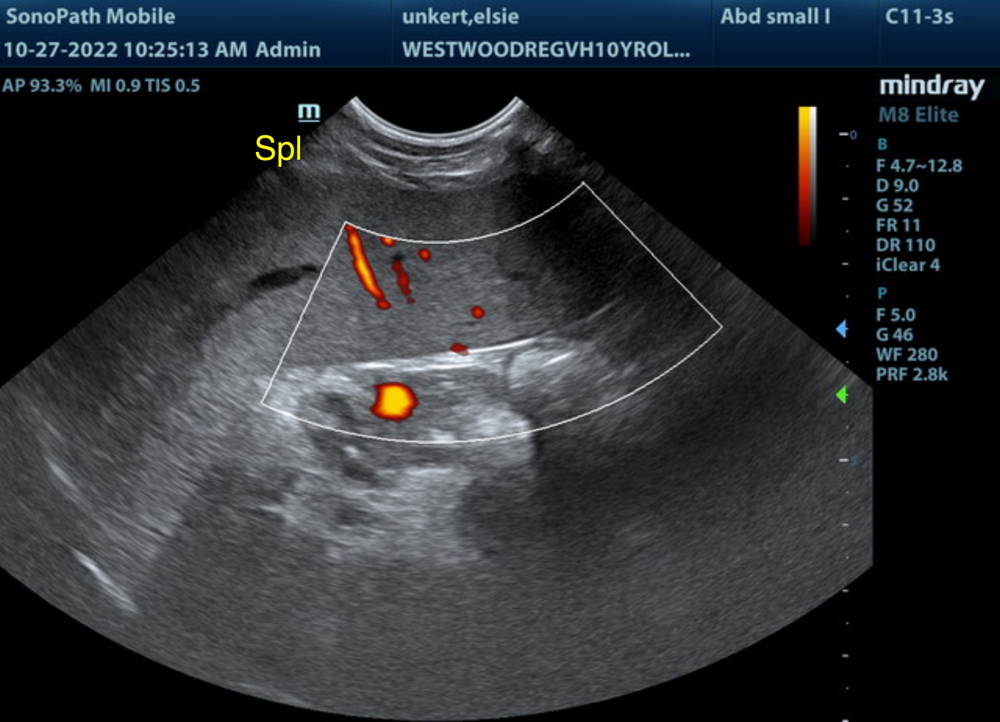 SonoPath Mobile
unkert,elsie
Abd small I
C11-3s
10-27-2022 10:25:13 AM Admin
WESTWOODREGVH10YROL...
AP 93.3% MI 0.9 TIS 0.5
mindray
M8 Elite
m
Spl
0
B
F 4.7~12.8
D 9.0
G 52
FR 11
DR 110
iClear 4
P
F 5.0
G 46
WF 280
PRF 2.8k
5